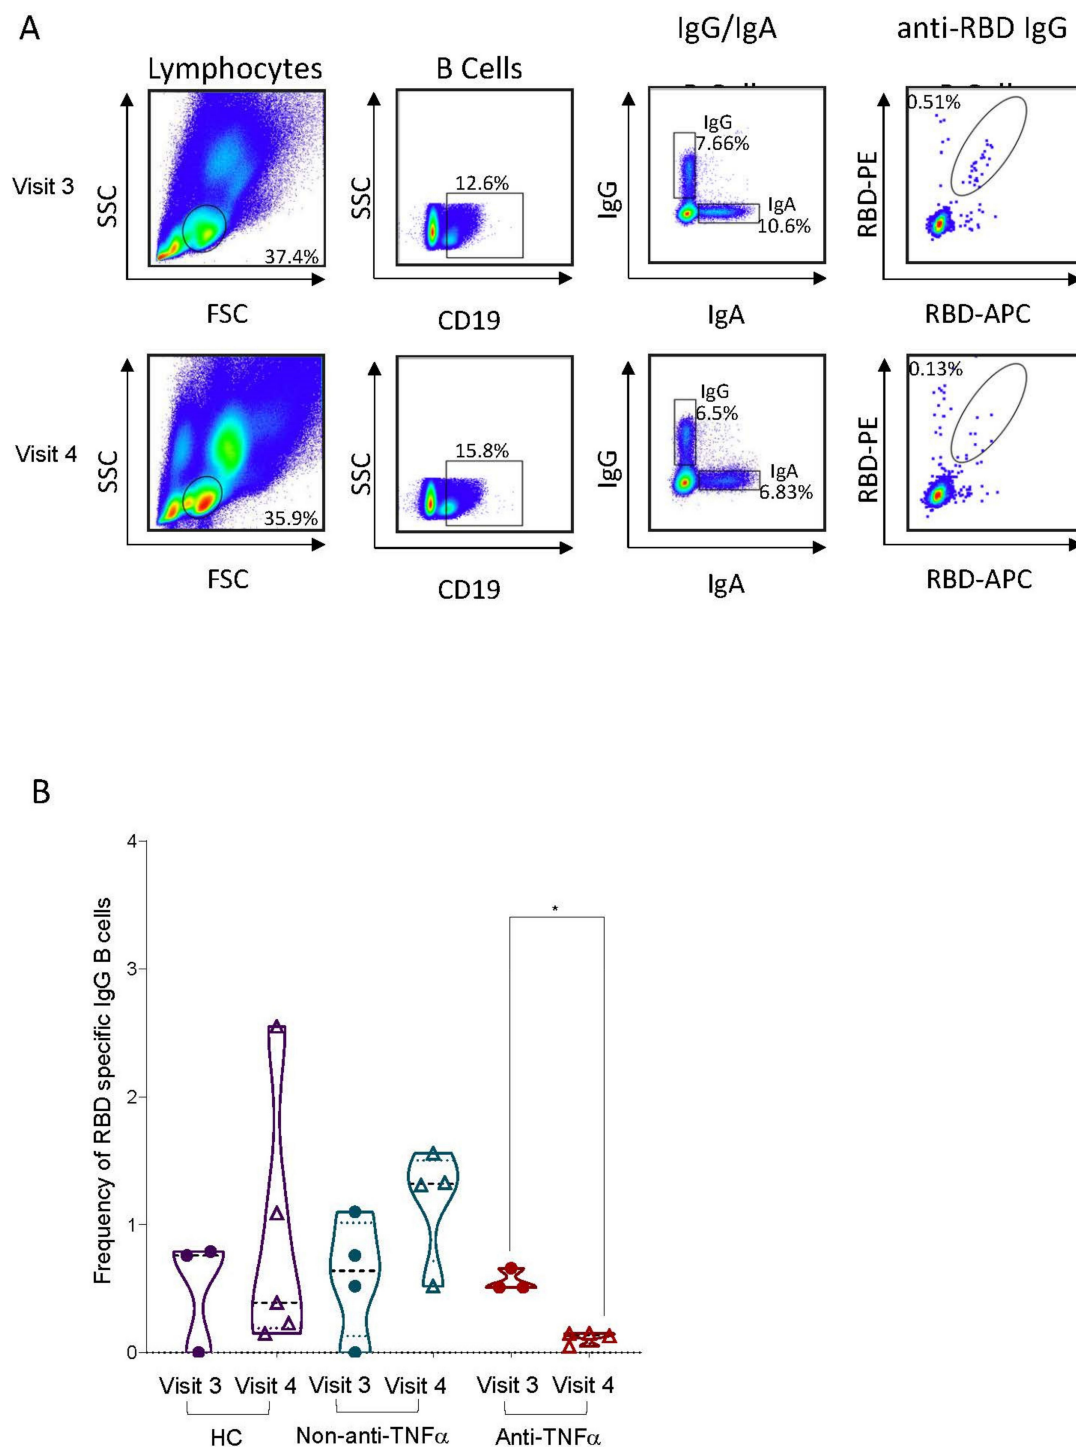 A
IgG/IgA
anti-RBD IgG
Lymphocytes
B Cells
Visit 3
SSC
37.4%
FSC
SSC
12.6%
CD19
IgG
IgG
7.66%
IgA
10.6%
IgA
RBD-PE
0.51%
RBD-APC
Visit 4
SSC
35.9%
FSC
SSC
15.8%
CD19
IgG
IgG
6.5%
IgA
6.83%
IgA
RBD-PE
0.13%
RBD-APC
B
Frequency of RBD specific IgG B cells
4
3
2
1
0
*
Visit 3 Visit 4 Visit 3 Visit 4 Visit 3 Visit 4
HC Non-anti-TNFα Anti-TNFα